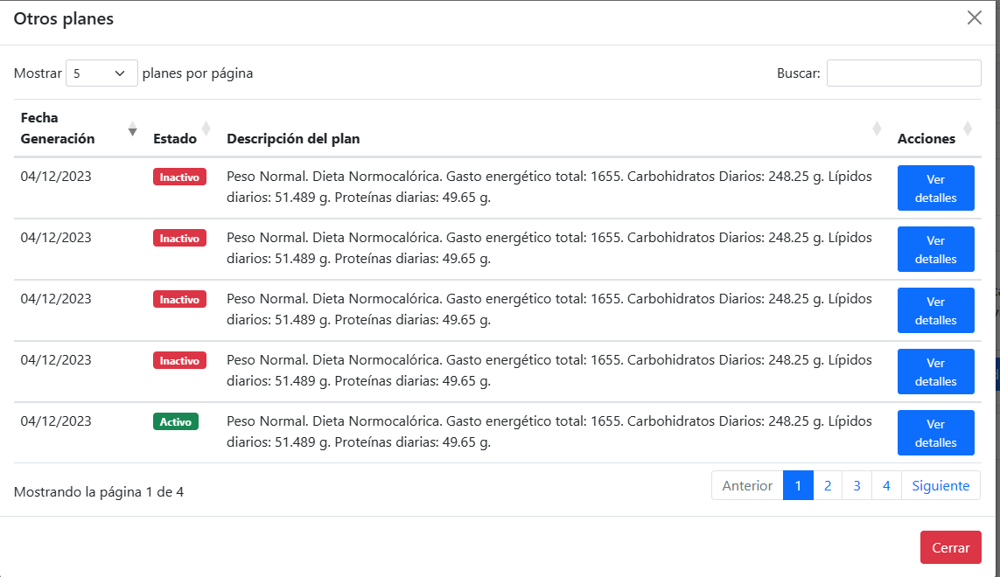 Otros planes
Mostrar 5 planes por página
Buscar:
Fecha
Generación
Estado
Descripción del plan
Acciones
04/12/2023
Inactivo
Peso Normal. Dieta Normocalórica. Gasto energético total: 1655. Carbohidratos Diarios: 248.25 g. Lípidos
diarios: 51.489 g. Proteínas diarias: 49.65 g.
Ver
detalles
04/12/2023
Inactivo
Peso Normal. Dieta Normocalórica. Gasto energético total: 1655. Carbohidratos Diarios: 248.25 g. Lípidos
diarios: 51.489 g. Proteínas diarias: 49.65 g.
Ver
detalles
04/12/2023
Inactivo
Peso Normal. Dieta Normocalórica. Gasto energético total: 1655. Carbohidratos Diarios: 248.25 g. Lípidos
diarios: 51.489 g. Proteínas diarias: 49.65 g.
Ver
detalles
04/12/2023
Inactivo
Peso Normal. Dieta Normocalórica. Gasto energético total: 1655. Carbohidratos Diarios: 248.25 g. Lípidos
diarios: 51.489 g. Proteínas diarias: 49.65 g.
Ver
detalles
04/12/2023
Activo
Peso Normal. Dieta Normocalórica. Gasto energético total: 1655. Carbohidratos Diarios: 248.25 g. Lípidos
diarios: 51.489 g. Proteínas diarias: 49.65 g.
Ver
detalles
Mostrando la página 1 de 4
Anterior 1 2 3 4 Siguiente
Cerrar